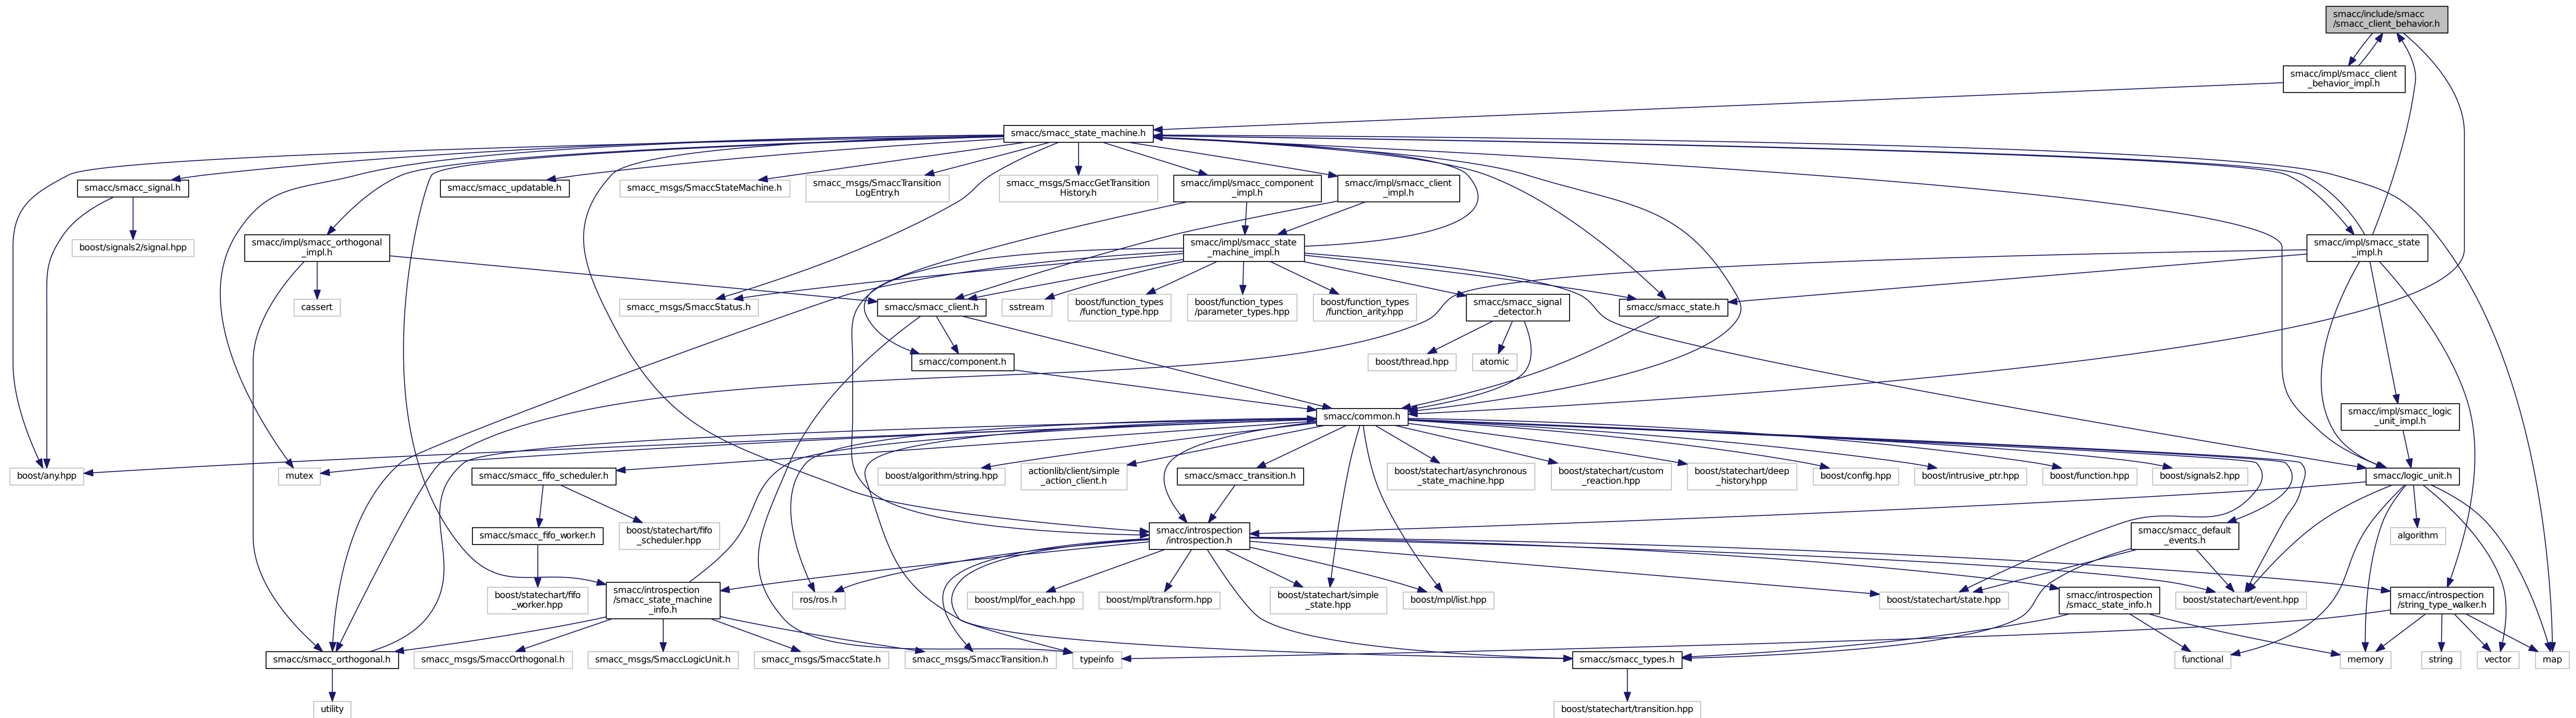 smacc/include/smacc
/smacc_client_behavior.h
smacc/impl/smacc_client
_behavior_impl.h
smacc/smacc_state_machine.h
smacc/smacc_signal.h
smacc/smacc_updatable.h
smacc_msgs/SmaccStateMachine.h
smacc_msgs/SmaccTransition
LogEntry.h
smacc_msgs/SmaccGetTransition
History.h
smacc/impl/smacc_component
_impl.h
smacc/impl/smacc_client
_impl.h
boost/signals2/signal.hpp
smacc/impl/smacc_orthogonal
_impl.h
smacc/impl/smacc_state
_machine_impl.h
smacc/impl/smacc_state
_impl.h
cassert
smacc_msgs/SmaccStatus.h
smacc/smacc_client.h
sstream
boost/function_types
/function_type.hpp
boost/function_types
/parameter_types.hpp
boost/function_types
/function_arity.hpp
smacc/smacc_signal
_detector.h
smacc/smacc_state.h
smacc/component.h
boost/thread.hpp
atomic
smacc/common.h
smacc/impl/smacc_logic
_unit_impl.h
boost/any.hpp
mutex
smacc/smacc_fifo_scheduler.h
boost/algorithm/string.hpp
actionlib/client/simple
_action_client.h
smacc/smacc_transition.h
boost/statechart/asynchronous
_state_machine.hpp
boost/statechart/custom
_reaction.hpp
boost/statechart/deep
_history.hpp
boost/config.hpp
boost/intrusive_ptr.hpp
boost/function.hpp
boost/signals2.hpp
smacc/logic_unit.h
smacc/smacc_fifo_worker.h
boost/statechart/fifo
_scheduler.hpp
smacc/introspection
/introspection.h
smacc/smacc_default
_events.h
algorithm
smacc/introspection
/smacc_state_machine
_info.h
boost/statechart/fifo
_worker.hpp
ros/ros.h
boost/mpl/for_each.hpp
boost/mpl/transform.hpp
boost/statechart/simple
_state.hpp
boost/mpl/list.hpp
boost/statechart/state.hpp
smacc/introspection
/smacc_state_info.h
boost/statechart/event.hpp
smacc/introspection
/string_type_walker.h
smacc/smacc_orthogonal.h
smacc_msgs/SmaccOrthogonal.h
smacc_msgs/SmaccLogicUnit.h
smacc_msgs/SmaccState.h
smacc_msgs/SmaccTransition.h
typeinfo
smacc/smacc_types.h
functional
memory
string
vector
map
utility
boost/statechart/transition.hpp